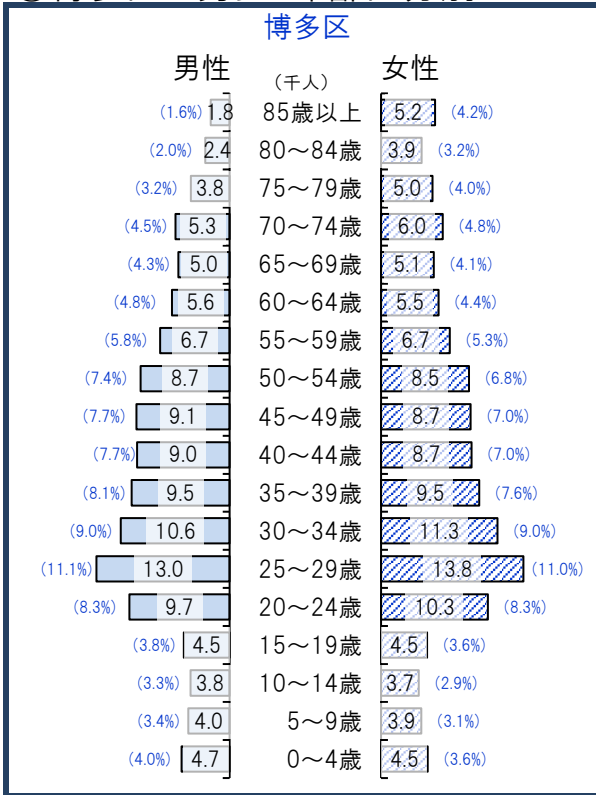 博多区
男性 (千人) 女性
(1.6%) 1.8 85歳以上 5.2 (4.2%)
(2.0%) 2.4 80～84歳 3.9 (3.2%)
(3.2%) 3.8 75～79歳 5.0 (4.0%)
(4.5%) 5.3 70～74歳 6.0 (4.8%)
(4.3%) 5.0 65～69歳 5.1 (4.1%)
(4.8%) 5.6 60～64歳 5.5 (4.4%)
(5.8%) 6.7 55～59歳 6.7 (5.3%)
(7.4%) 8.7 50～54歳 8.5 (6.8%)
(7.7%) 9.1 45～49歳 8.7 (7.0%)
(7.7%) 9.0 40～44歳 8.7 (7.0%)
(8.1%) 9.5 35～39歳 9.5 (7.6%)
(9.0%) 10.6 30～34歳 11.3 (9.0%)
(11.1%) 13.0 25～29歳 13.8 (11.0%)
(8.3%) 9.7 20～24歳 10.3 (8.3%)
(3.8%) 4.5 15～19歳 4.5 (3.6%)
(3.3%) 3.8 10～14歳 3.7 (2.9%)
(3.4%) 4.0 5～9歳 3.9 (3.1%)
(4.0%) 4.7 0～4歳 4.5 (3.6%)